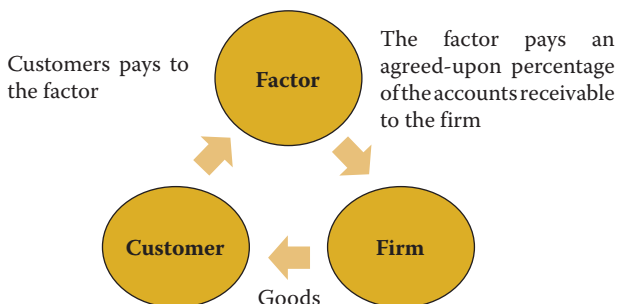 Customers pays to
the factor
Factor
The factor pays an
agreed-upon percentage
of the accounts receivable
to the firm
Customer
Firm
Goods